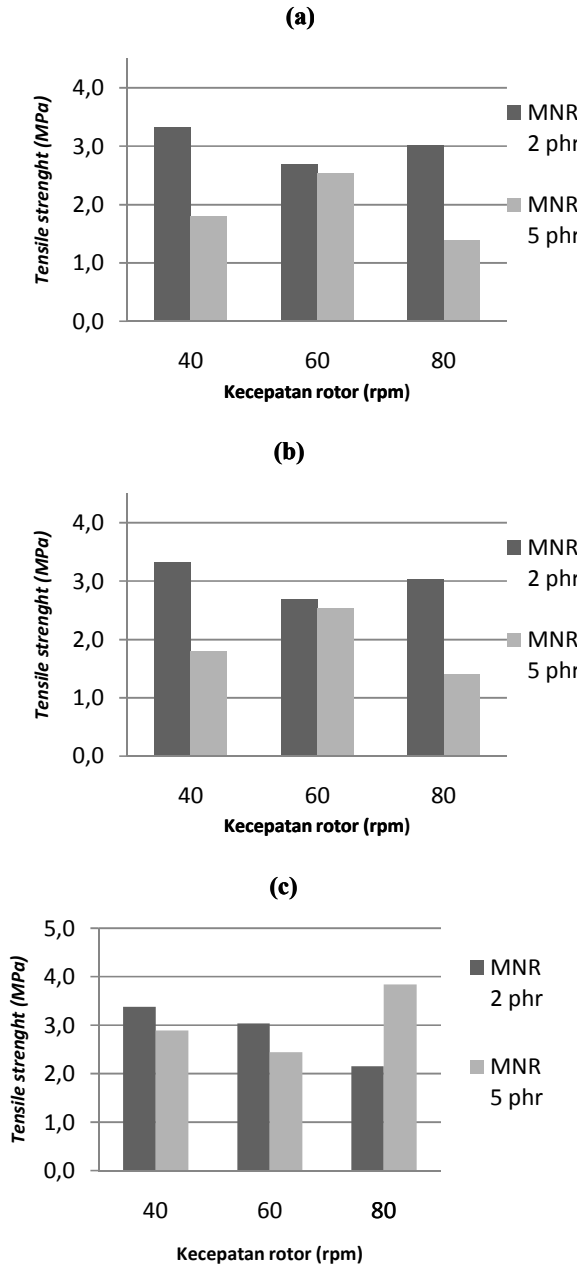 (a)
Tensile strenght (MPa)
4,0
3,0
2,0
1,0
0,0
40 60 80
Kecepatan rotor (rpm)
MNR
2 phr
MNR
5 phr
(b)
Tensile strenght (MPa)
4,0
3,0
2,0
1,0
0,0
40 60 80
Kecepatan rotor (rpm)
MNR
2 phr
MNR
5 phr
(c)
Tensile strenght (MPa)
5,0
4,0
3,0
2,0
1,0
0,0
40 60 80
Kecepatan rotor (rpm)
MNR
2 phr
MNR
5 phr